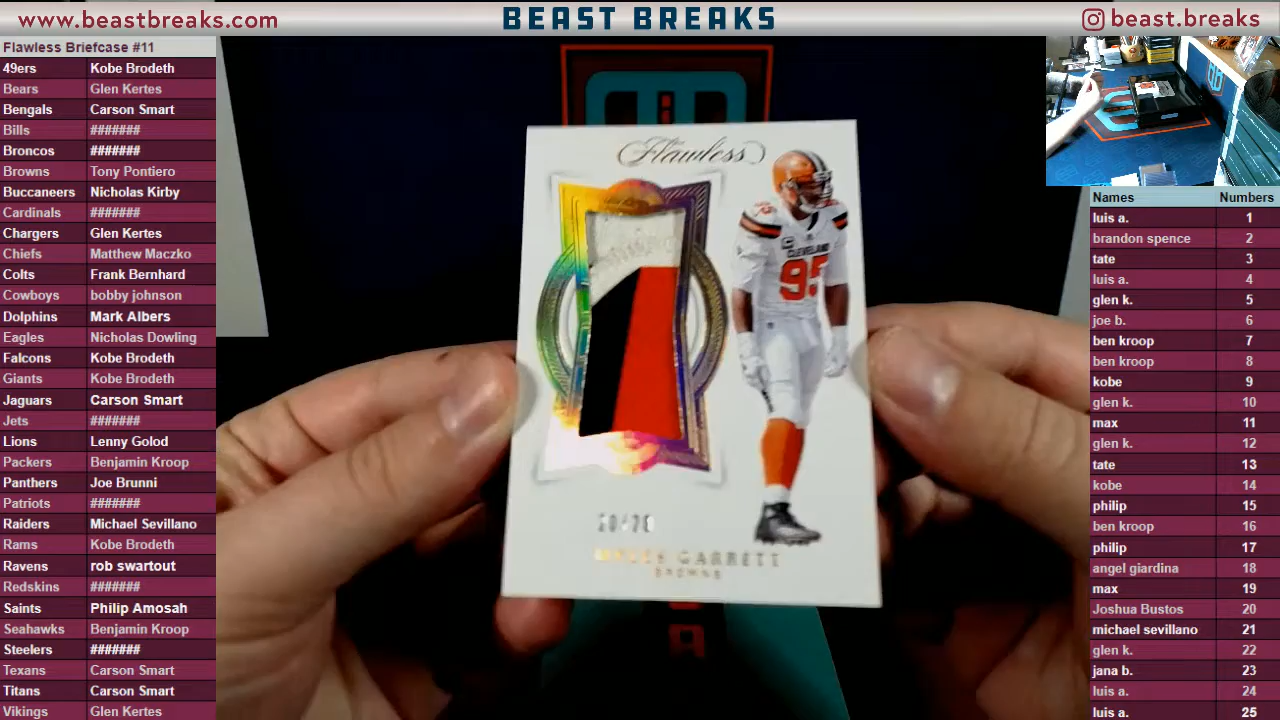 www.beastbreaks.com
BEAST BREAKS
beast.breaks
Flawless Briefcase #11
49ers Kobe Brodeth
Bears Glen Kertes
Bengals Carson Smart
Bills #######
Broncos #######
Browns Tony Pontiero
Buccaneers Nicholas Kirby
Cardinals #######
Chargers Glen Kertes
Chiefs Matthew Maczko
Colts Frank Bernhard
Cowboys bobby johnson
Dolphins Mark Albers
Eagles Nicholas Dowling
Falcons Kobe Brodeth
Giants Kobe Brodeth
Jaguars Carson Smart
Jets #######
Lions Lenny Golod
Packers Benjamin Kroop
Panthers Joe Brunni
Patriots #######
Raiders Michael Sevillano
Rams Kobe Brodeth
Ravens rob swartout
Redskins #######
Saints Philip Amosah
Seahawks Benjamin Kroop
Steelers #######
Texans Carson Smart
Titans Carson Smart
Vikings Glen Kertes
Flawless
CLEVELAND
95
GARRETT
BROWNS
Names Numbers
luis a. 1
brandon spence 2
tate 3
luis a. 4
glen k. 5
joe b. 6
ben kroop 7
ben kroop 8
kobe 9
glen k. 10
max 11
glen k. 12
tate 13
kobe 14
philip 15
ben kroop 16
philip 17
angel giardina 18
max 19
Joshua Bustos 20
michael sevillano 21
glen k. 22
jana b. 23
luis a. 24
luis a. 25